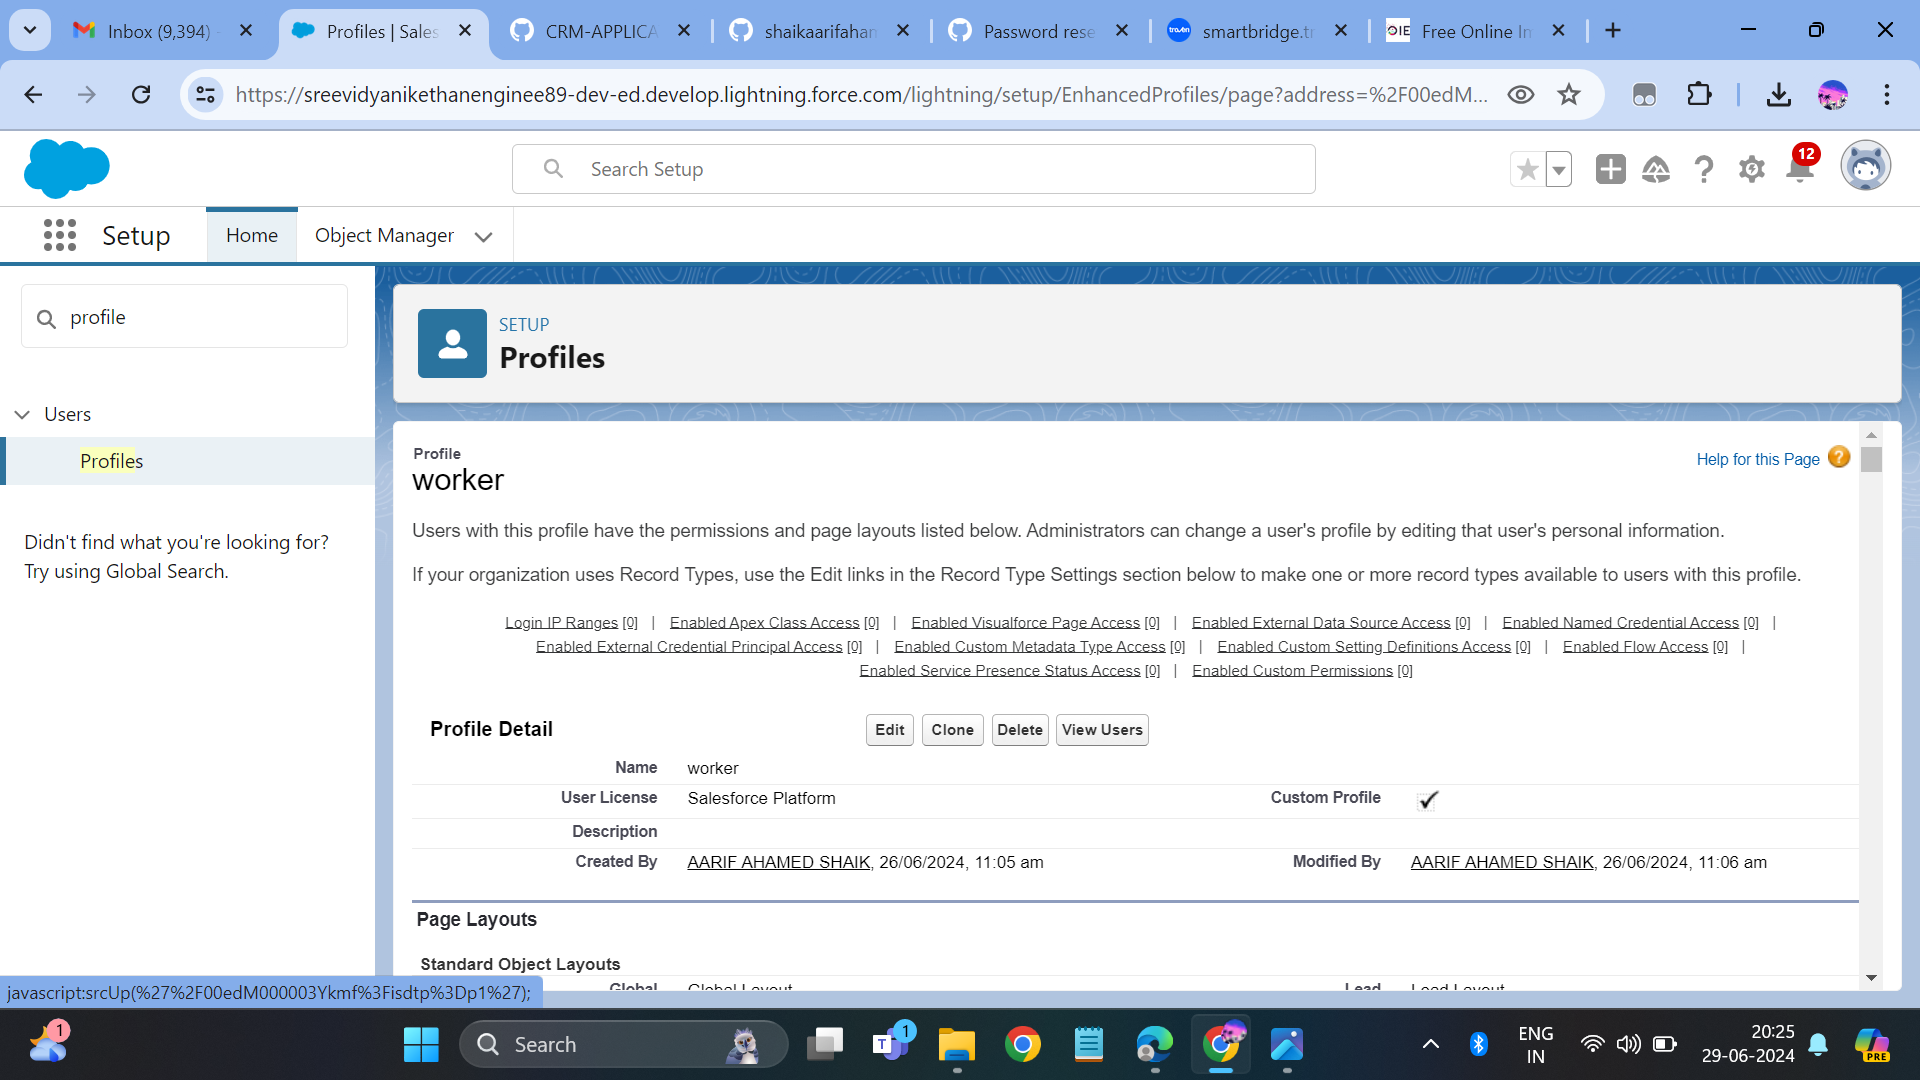 Inbox (9,394) -
Profiles | Sales
CRM-APPLICA
shaikaarifaham
Password rese
smartbridge.tr
Free Online Im
https://sreevidyanikethanenginee89-dev-ed.develop.lightning.force.com/lightning/setup/EnhancedProfiles/page?address=%2F00edM...
Search Setup
12
Setup
Home
Object Manager
profile
Users
Profiles
Didn't find what you're looking for?
Try using Global Search.
SETUP
Profiles
Profile
worker
Help for this Page
Users with this profile have the permissions and page layouts listed below. Administrators can change a user's profile by editing that user's personal information.
If your organization uses Record Types, use the Edit links in the Record Type Settings section below to make one or more record types available to users with this profile.
Login IP Ranges [0] | Enabled Apex Class Access [0] | Enabled Visualforce Page Access [0] | Enabled External Data Source Access [0] | Enabled Named Credential Access [0] |
Enabled External Credential Principal Access [0] | Enabled Custom Metadata Type Access [0] | Enabled Custom Setting Definitions Access [0] | Enabled Flow Access [0] |
Enabled Service Presence Status Access [0] | Enabled Custom Permissions [0]
Profile Detail
Edit Clone Delete View Users
Name worker
User License Salesforce Platform Custom Profile
Description
Created By AARIF AHAMED SHAIK, 26/06/2024, 11:05 am Modified By AARIF AHAMED SHAIK, 26/06/2024, 11:06 am
Page Layouts
Standard Object Layouts
Global Global Layout Lead Lead Layout
javascript:srcUp(%27%2F00edM000003Ykmf%3Fisdtp%3Dp1%27);
1
Search
1
ENG
IN
20:25
29-06-2024
PRE